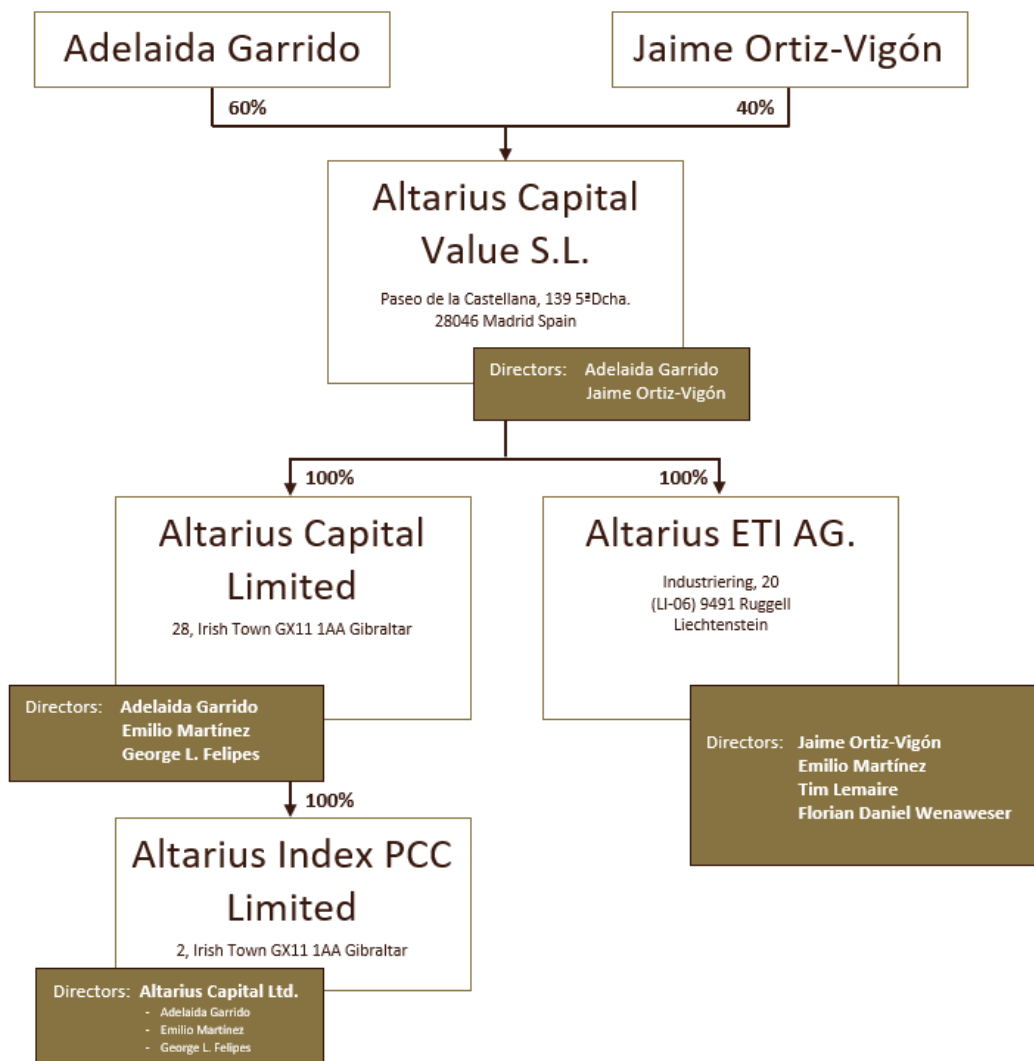 Adelaida Garrido
Jaime Ortiz-Vigón
60%
40%
Altarius Capital
Value S.L.
Paseo de la Castellana, 139 5ªDcha.
28046 Madrid Spain
Directors: Adelaida Garrido
Jaime Ortiz-Vigón
100%
100%
Altarius Capital
Limited
28, Irish Town GX11 1AA Gibraltar
Directors: Adelaida Garrido
Emilio Martínez
George L. Felipes
Altarius ETI AG.
Industriering, 20
(LI-06) 9491 Ruggell
Liechtenstein
Directors: Jaime Ortiz-Vigón
Emilio Martínez
Tim Lemaire
Florian Daniel Wenaweser
100%
Altarius Index PCC
Limited
2, Irish Town GX11 1AA Gibraltar
Directors: Altarius Capital Ltd.
- Adelaida Garrido
- Emilio Martínez
- George L. Felipes